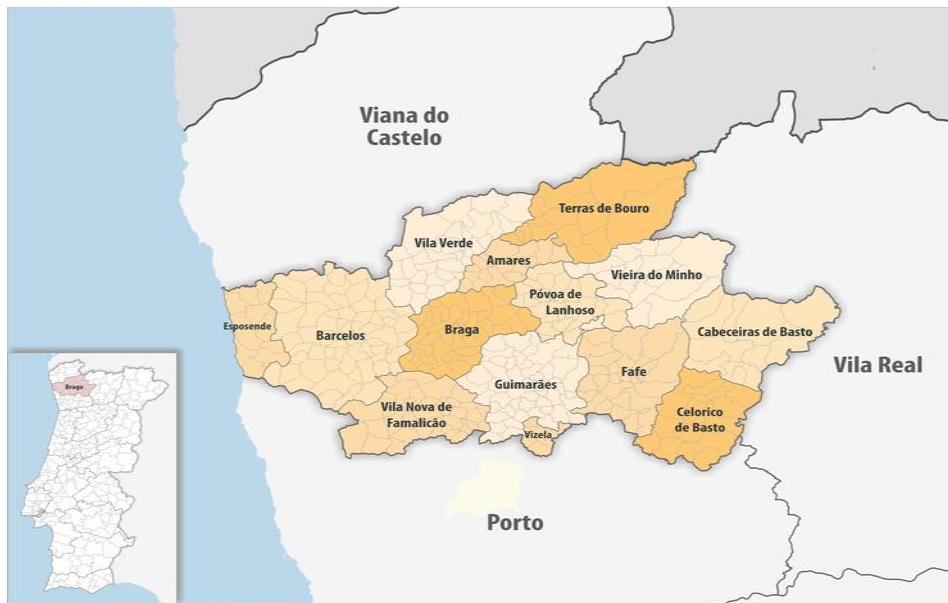 Viana do
Castelo
Terras de Bouro
Vila Verde
Amares
Vieira do Minho
Póvoa de
Lanhoso
Esposende
Barcelos
Braga
Cabeceiras de Basto
Vila Real
Fafe
Guimarães
Braga
Vila Nova de
Famalicão
Celorico
de Basto
Vizela
Porto